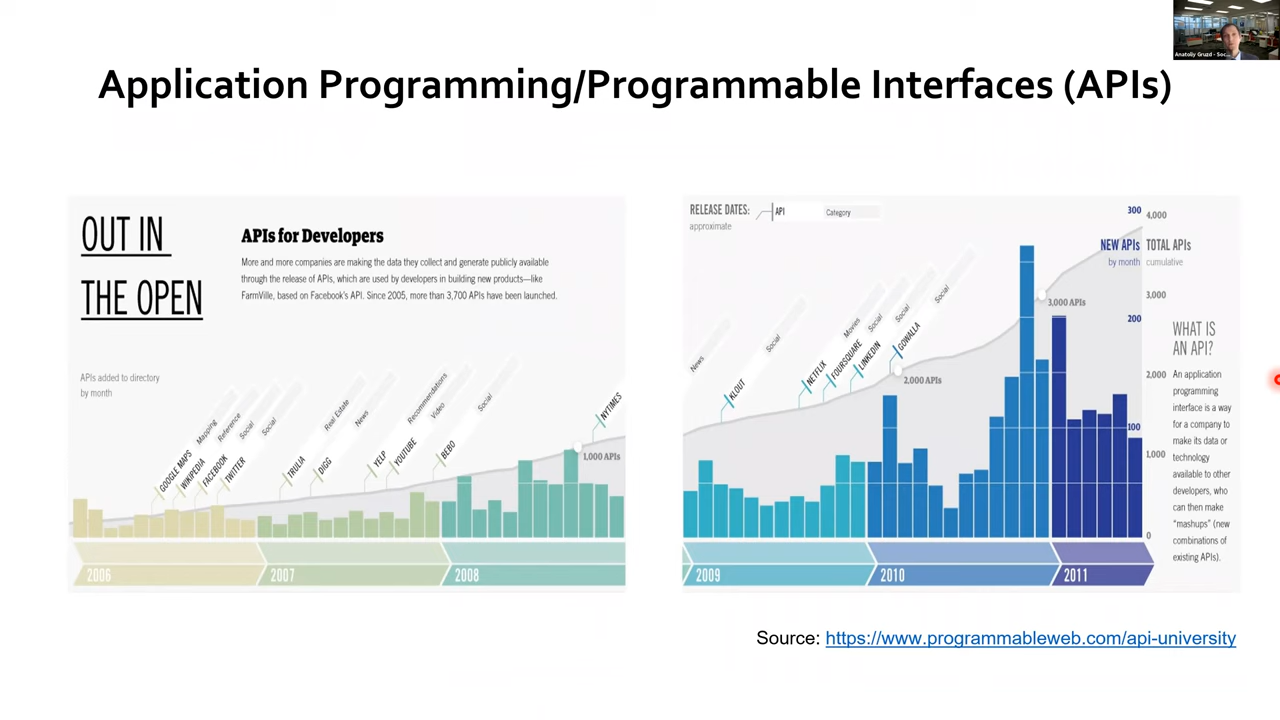 Anatoliy Gruzd - Soc...
Application Programming/Programmable Interfaces (APIs)
OUT IN
THE OPEN
APIs for Developers
More and more companies are making the data they collect and generate publicly available
through the release of APIs, which are used by developers in building new products—like
FarmVille, based on Facebook's API. Since 2005, more than 3,700 APIs have been launched.
APIs added to directory
by month
GOOGLE MAPS
Mapping
WIKIPEDIA
Reference
FACEBOOK
Social
TWITTER
Social
TRULIA
Real Estate
DIGG
News
YELP
Recommendations
YOUTUBE
Video
BEBO
Social
NYTIMES
1,000 APIs
2006
2007
2008
RELEASE DATES:
approximate
API
Category
News
KLOUT
Social
NETFLIX
Movies
FOURSQUARE
Social
LINKEDIN
Social
GOWALLA
Social
2,000 APIs
3,000 APIs
300
4,000
NEW APIs
by month
TOTAL APIs
cumulative
3,000
200
2,000
100
1,000
0
WHAT IS
AN API?
An application
programming
interface is a way
for a company to
make its data or
technology
available to other
developers, who
can then make
“mashups” (new
combinations of
existing APIs).
2009
2010
2011
Source: https://www.programmableweb.com/api-university